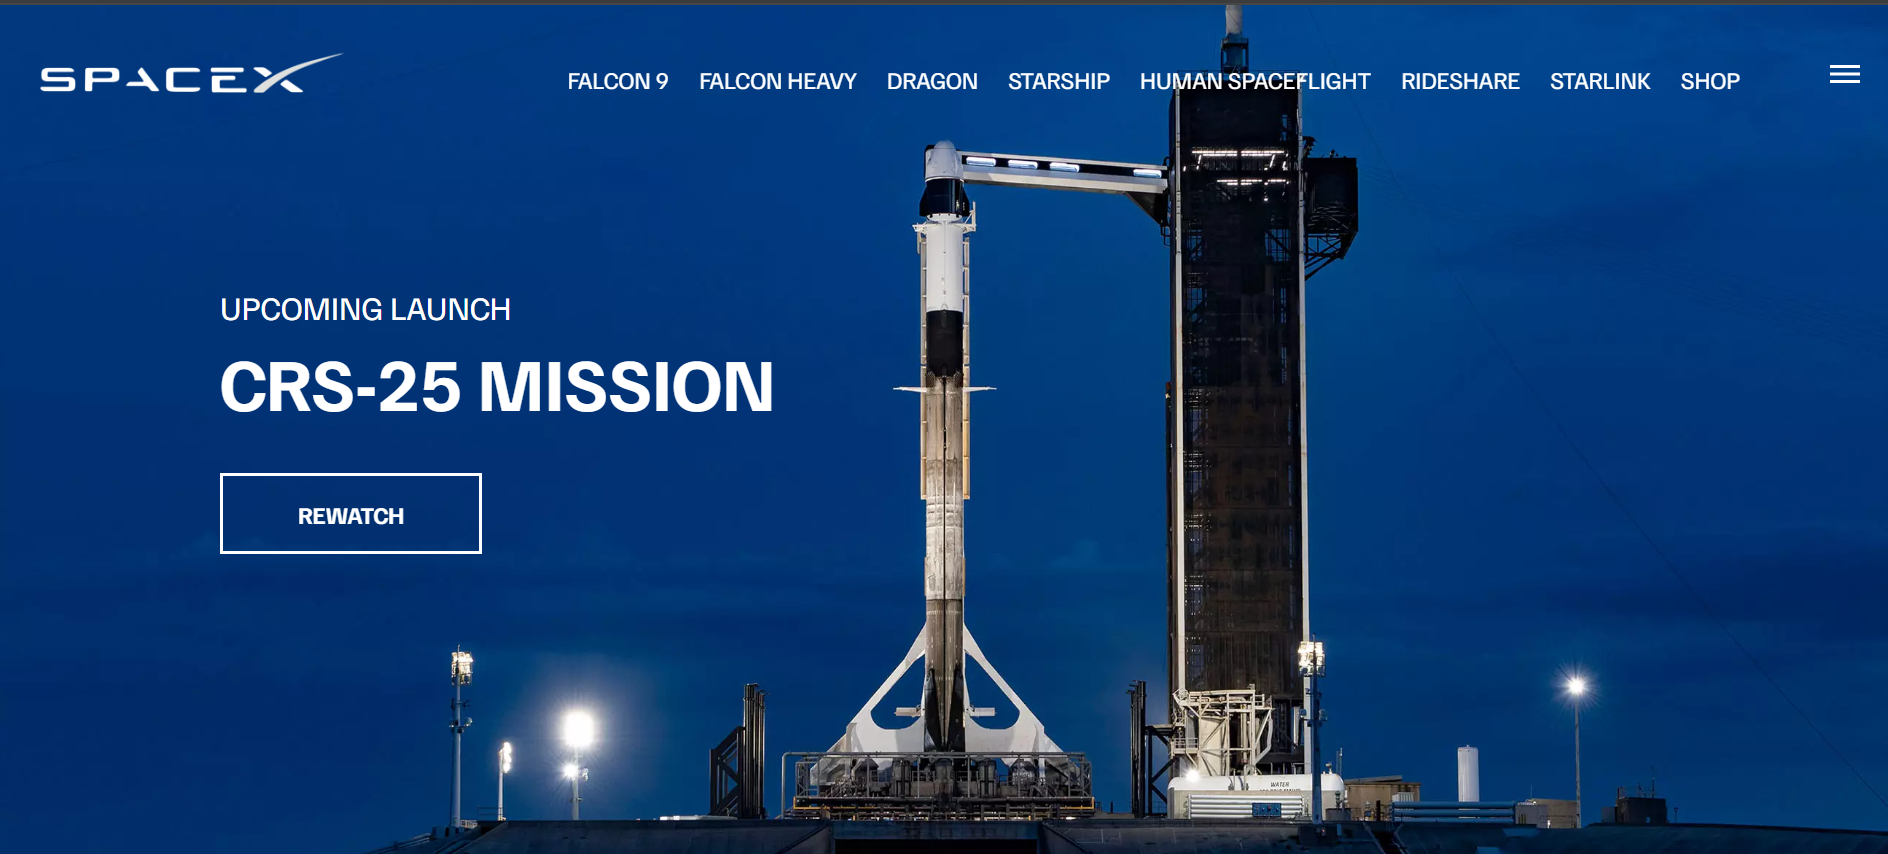 SPACEX
FALCON 9 FALCON HEAVY DRAGON STARSHIP HUMAN SPACEFLIGHT RIDESHARE STARLINK SHOP
UPCOMING LAUNCH
CRS-25 MISSION
REWATCH
WATER